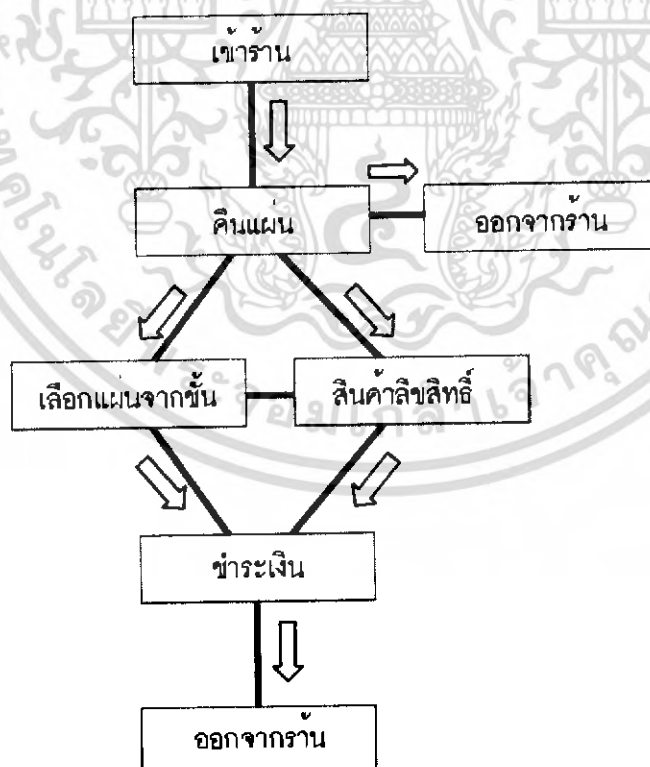 เข้าร้าน
คืนแผ่น
ออกจากร้าน
เลือกแผ่นจากชั้น
สินค้าลิขสิทธิ์
ชำระเงิน
ออกจากร้าน